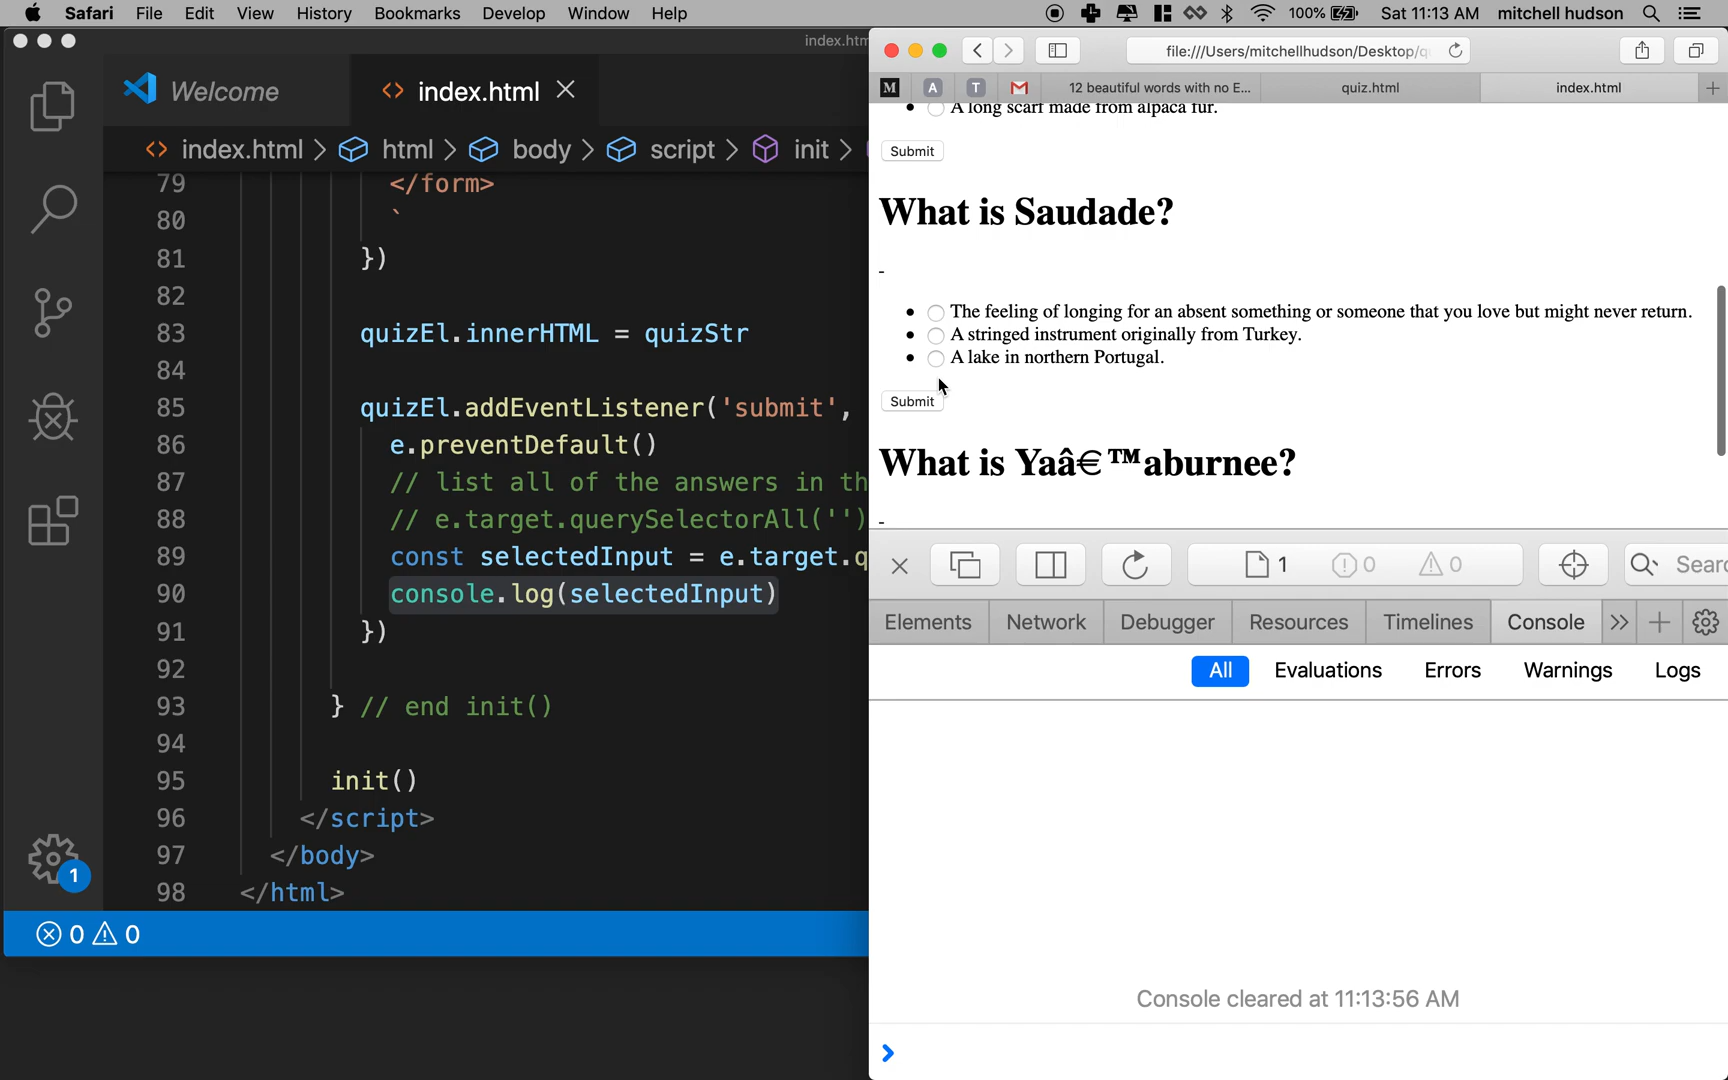 Safari File Edit View History Bookmarks Develop Window Help 100% Sat 11:13 AM mitchell hudson
Welcome
index.html
index.html > html > body > script > init >
79 </form>
80 `
81 })
82
83 quizEl.innerHTML = quizStr
84
85 quizEl.addEventListener('submit',
86 e.preventDefault()
87 // list all of the answers in th
88 // e.target.querySelectorAll('')
89 const selectedInput = e.target.q
90 console.log(selectedInput)
91 })
92
93 } // end init()
94
95 init()
96 </script>
97 </body>
98 </html>
1
0 0
file:///Users/mitchellhudson/Desktop/q
M A T 12 beautiful words with no E... quiz.html index.html
A long scarf made from alpaca fur.
Submit
What is Saudade?
-
The feeling of longing for an absent something or someone that you love but might never return.
A stringed instrument originally from Turkey.
A lake in northern Portugal.
Submit
What is Yaâ€™aburnee?
-
1 0 0
Elements Network Debugger Resources Timelines Console
All Evaluations Errors Warnings Logs
Console cleared at 11:13:56 AM